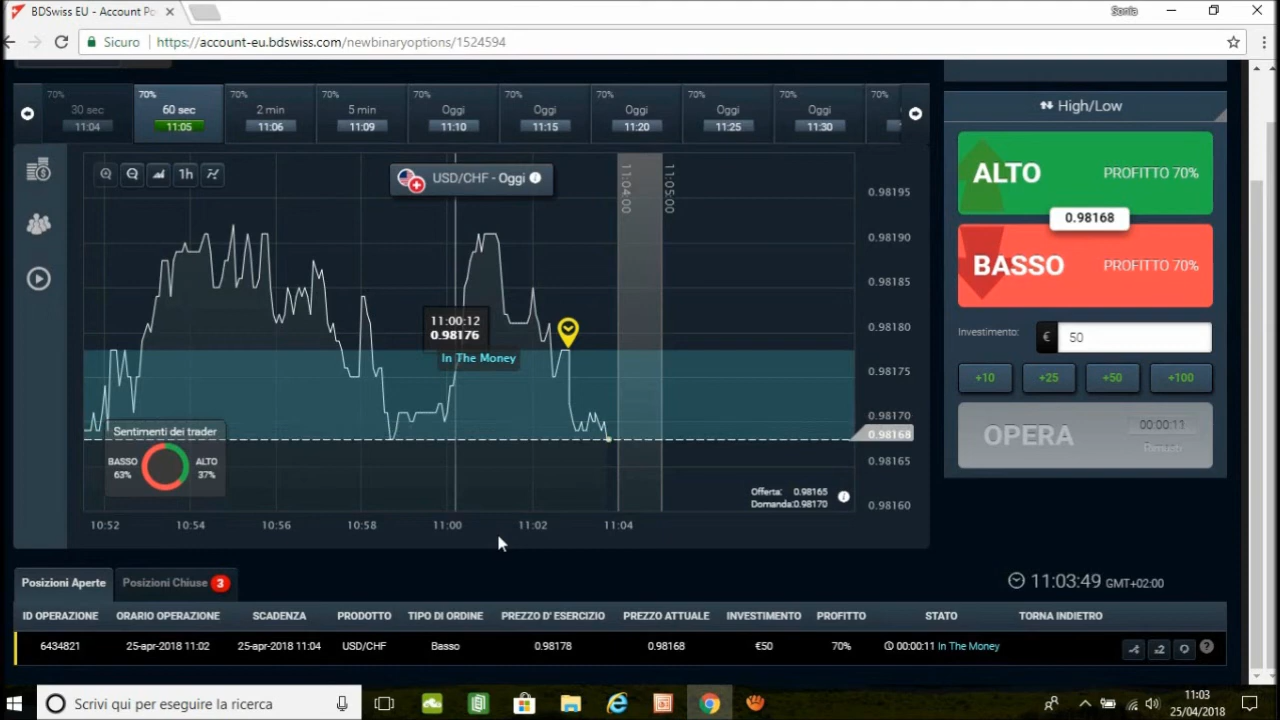 BDSwiss EU - Account Po
Sonia
Sicuro
https://account-eu.bdswiss.com/newbinaryoptions/1524594
70% 70% 70% 70% 70% 70% 70% 70% 70% 70%
30 sec 60 sec 2 min 5 min Oggi Oggi Oggi Oggi Oggi
11:04 11:05 11:06 11:09 11:10 11:15 11:20 11:25 11:30
High/Low
1h
USD/CHF - Oggi
11:04:00
11:05:00
0.98195
0.98190
0.98185
0.98180
0.98175
0.98170
0.98168
0.98165
0.98160
11:00:12
0.98176
In The Money
Sentimenti dei trader
BASSO
63%
ALTO
37%
Offerta: 0.98165
Domanda:0.98170
10:52 10:54 10:56 10:58 11:00 11:02 11:04
ALTO PROFITTO 70%
0.98168
BASSO PROFITTO 70%
Investimento: € 50
+10 +25 +50 +100
OPERA 00:00:11
Rimasti
Posizioni Aperte Posizioni Chiuse 3
11:03:49 GMT+02:00
ID OPERAZIONE ORARIO OPERAZIONE SCADENZA PRODOTTO TIPO DI ORDINE PREZZO D' ESERCIZIO PREZZO ATTUALE INVESTIMENTO PROFITTO STATO TORNA INDIETRO
6434821 25-apr-2018 11:02 25-apr-2018 11:04 USD/CHF Basso 0.98178 0.98168 €50 70% 00:00:11 In The Money x2 ?
Scrivi qui per eseguire la ricerca
11:03
25/04/2018